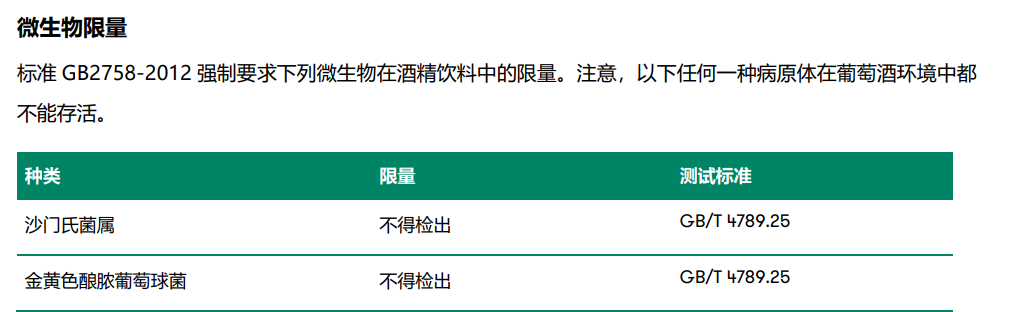 微生物限量
标准 GB2758-2012 强制要求下列微生物在酒精饮料中的限量。注意，以下任何一种病原体在葡萄酒环境中都
不能存活。
种类 限量 测试标准
沙门氏菌属 不得检出 GB/T 4789.25
金黄色酿脓葡萄球菌 不得检出 GB/T 4789.25